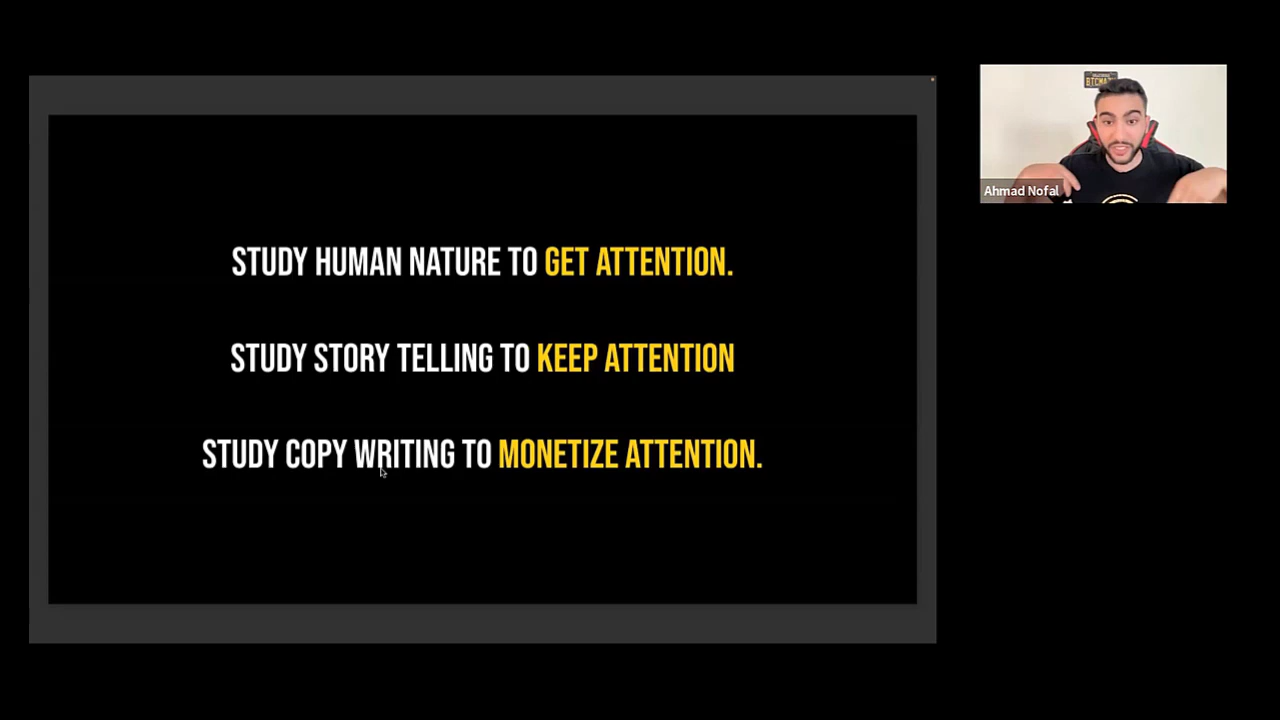 STUDY HUMAN NATURE TO GET ATTENTION.
STUDY STORY TELLING TO KEEP ATTENTION
STUDY COPY WRITING TO MONETIZE ATTENTION.
Ahmad Nofal